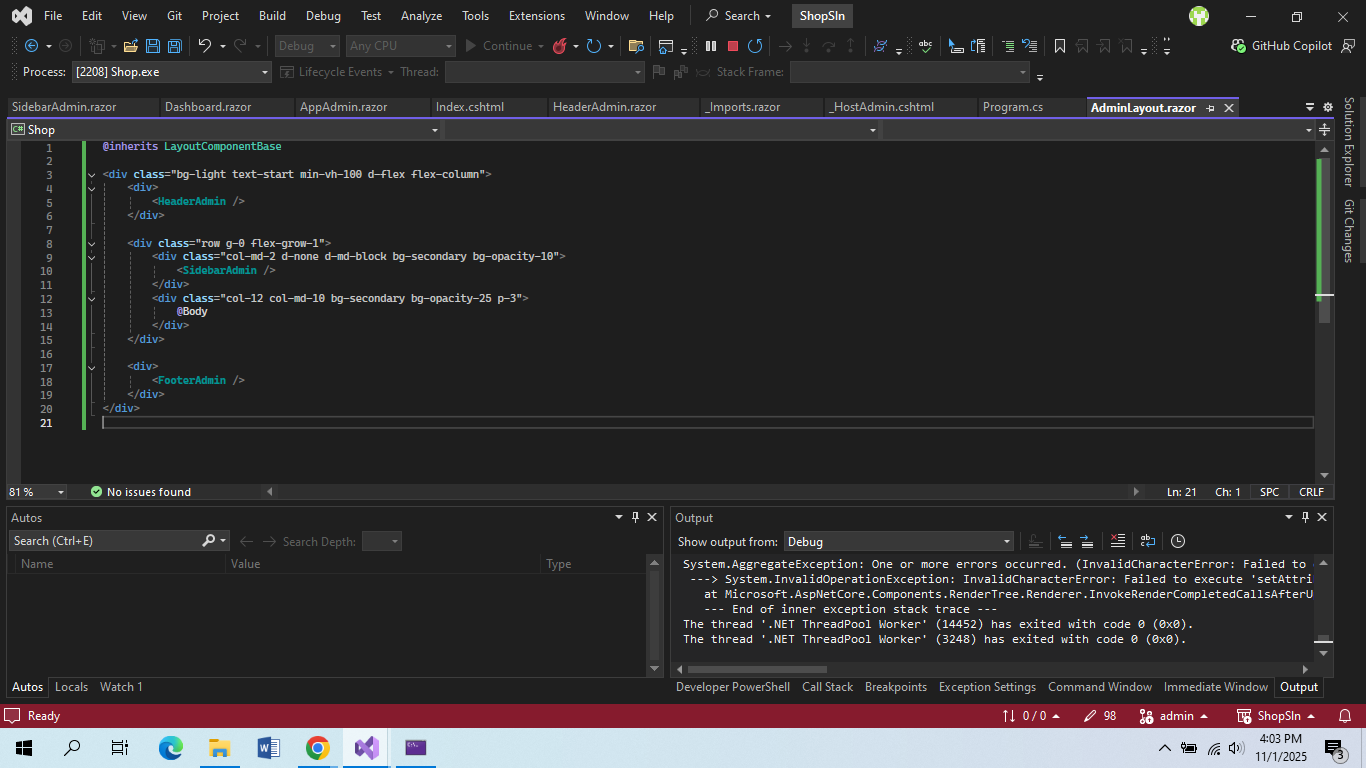 File Edit View Git Project Build Debug Test Analyze Tools Extensions Window Help Search ShopSln
Debug Any CPU Continue GitHub Copilot
Process: [2208] Shop.exe Lifecycle Events Thread: Stack Frame:
SidebarAdmin.razor Dashboard.razor AppAdmin.razor Index.cshtml HeaderAdmin.razor _Imports.razor _HostAdmin.cshtml Program.cs AdminLayout.razor
C# Shop
Solution Explorer
Git Changes
1 @inherits LayoutComponentBase
2
3 <div class="bg-light text-start min-vh-100 d-flex flex-column">
4 <div>
5 <HeaderAdmin />
6 </div>
7
8 <div class="row g-0 flex-grow-1">
9 <div class="col-md-2 d-none d-md-block bg-secondary bg-opacity-10">
10 <SidebarAdmin />
11 </div>
12 <div class="col-12 col-md-10 bg-secondary bg-opacity-25 p-3">
13 @Body
14 </div>
15 </div>
16
17 <div>
18 <FooterAdmin />
19 </div>
20 </div>
21
81 % No issues found Ln: 21 Ch: 1 SPC CRLF
Autos
Search (Ctrl+E) Search Depth:
Name Value Type
Autos Locals Watch 1
Output
Show output from: Debug
System.AggregateException: One or more errors occurred. (InvalidCharacterError: Failed to
---> System.InvalidOperationException: InvalidCharacterError: Failed to execute 'setAttri
at Microsoft.AspNetCore.Components.RenderTree.Renderer.InvokeRenderCompletedCallsAfterU
--- End of inner exception stack trace ---
The thread '.NET ThreadPool Worker' (14452) has exited with code 0 (0x0).
The thread '.NET ThreadPool Worker' (3248) has exited with code 0 (0x0).
Developer PowerShell Call Stack Breakpoints Exception Settings Command Window Immediate Window Output
Ready 0 / 0 98 admin ShopSln
4:03 PM
11/1/2025
3